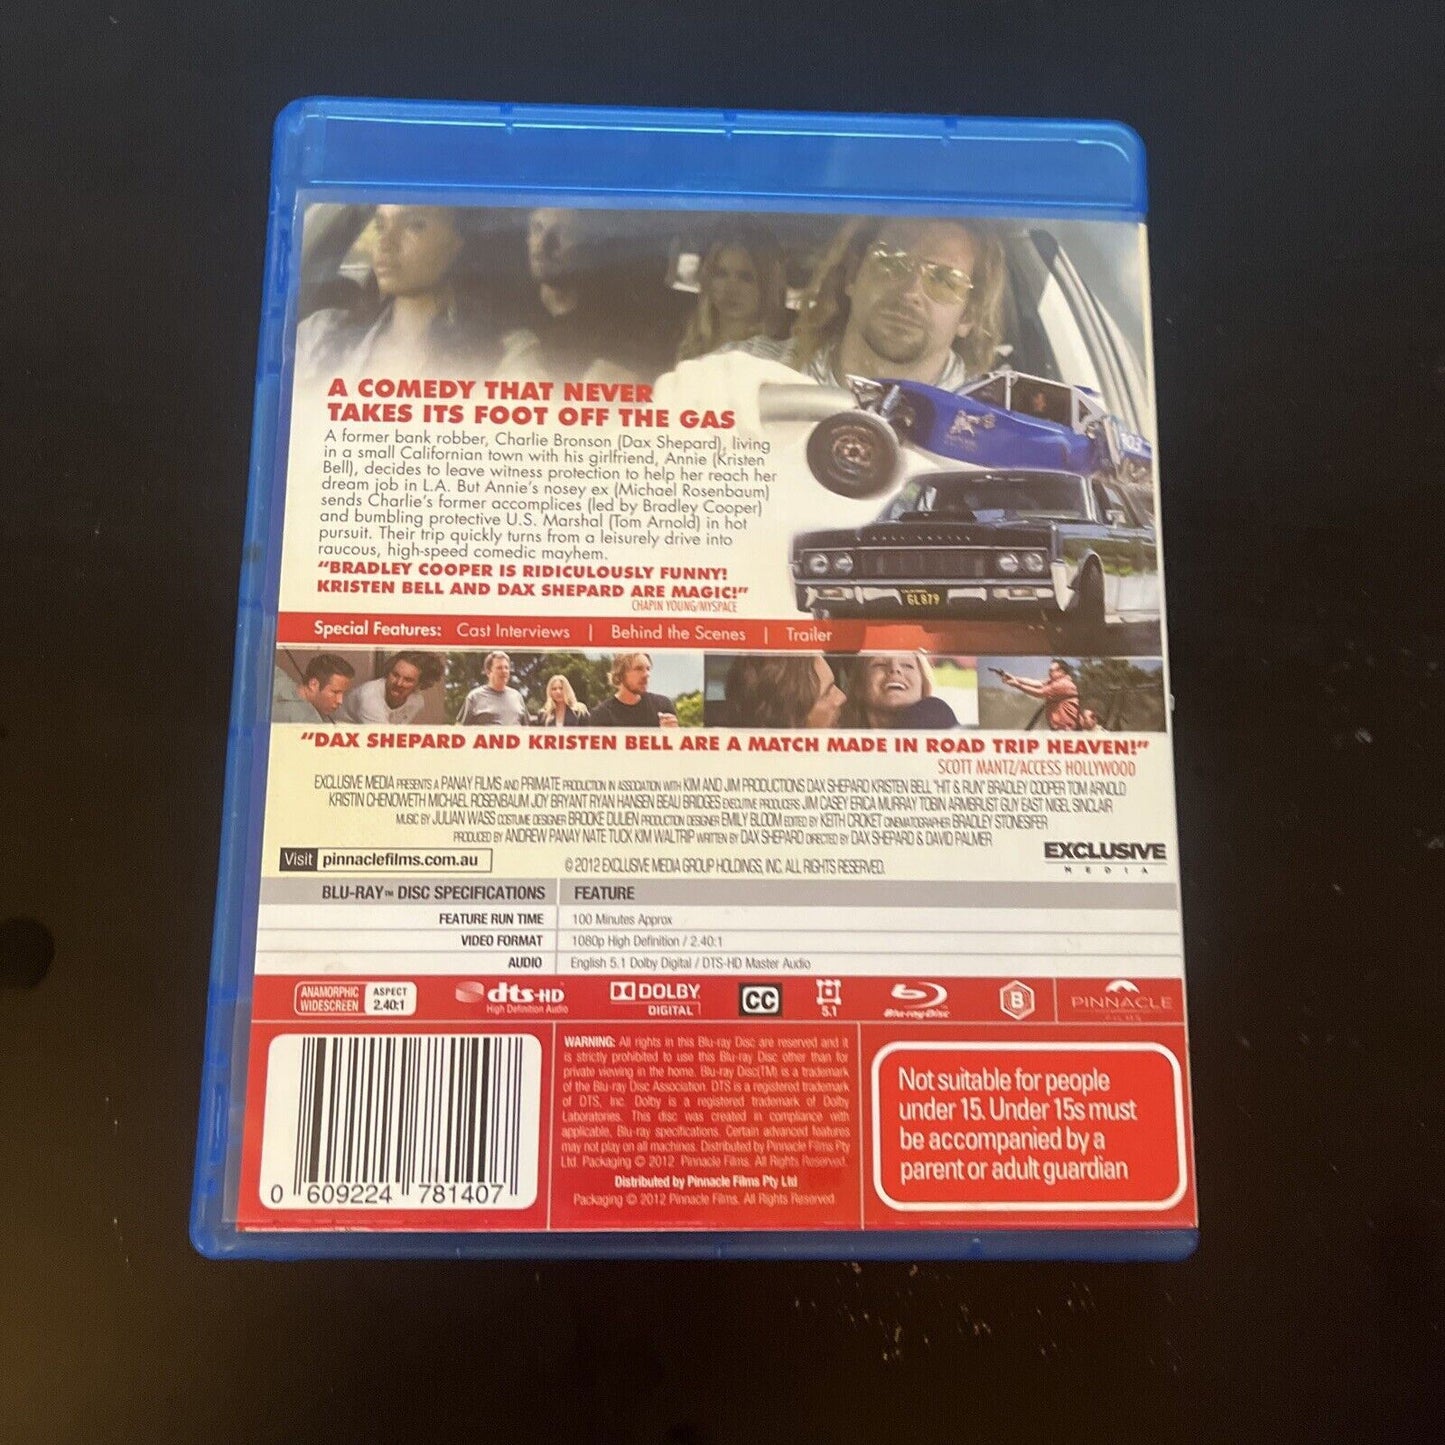 A COMEDY THAT NEVER
TAKES ITS FOOT OFF THE GAS
A former bank robber, Charlie Bronson (Dax Shepard), living
in a small Californian town with his girlfriend, Annie (Kristen
Bell), decides to leave witness protection to help her reach her
dream job in L.A. But Annie's nosey ex (Michael Rosenbaum)
sends Charlie's former accomplices (led by Bradley Cooper)
and bumbling protective U.S. Marshal (Tom Arnold) in hot
pursuit. Their trip quickly turns from a leisurely drive into
raucous, high-speed comedic mayhem.
"BRADLEY COOPER IS RIDICULOUSLY FUNNY!
KRISTEN BELL AND DAX SHEPARD ARE MAGIC!"
CHAPIN YOUNG/MYSPACE
GL879
Special Features: Cast Interviews | Behind the Scenes | Trailer
"DAX SHEPARD AND KRISTEN BELL ARE A MATCH MADE IN ROAD TRIP HEAVEN!"
SCOTT MANTZ/ACCESS HOLLYWOOD
EXCLUSIVE MEDIA PRESENTS A PANAY FILMS AND PRIMATE PRODUCTION IN ASSOCIATION WITH KIM AND JIM PRODUCTIONS DAX SHEPARD KRISTEN BELL "HIT & RUN" BRADLEY COOPER TOM ARNOLD
KRISTIN CHENOWETH MICHAEL ROSENBAUM JOY BRYANT RYAN HANSEN BEAU BRIDGES EXECUTIVE PRODUCERS JIM CASEY ERICA MURRAY TOBIN ARMBRUST GUY EAST NIGEL SINCLAIR
MUSIC BY JULIAN WASS COSTUME DESIGNER BROOKE DULIEN PRODUCTION DESIGNER EMILY BLOOM EDITED BY KEITH CROKET CINEMATOGRAPHER BRADLEY STONESIFER
PRODUCED BY ANDREW PANAY NATE TUCK KIM WALTRIP WRITTEN BY DAX SHEPARD DIRECTED BY DAX SHEPARD & DAVID PALMER
EXCLUSIVE
MEDIA
Visit pinnaclefilms.com.au
© 2012 EXCLUSIVE MEDIA GROUP HOLDINGS, INC. ALL RIGHTS RESERVED.
BLU-RAY™ DISC SPECIFICATIONS FEATURE
FEATURE RUN TIME 100 Minutes Approx
VIDEO FORMAT 1080p High Definition / 2.40:1
AUDIO English 5.1 Dolby Digital / DTS-HD Master Audio
ANAMORPHIC
WIDESCREEN
ASPECT
2.40:1
dts-HD
High Definition Audio
DOLBY
DIGITAL
CC
5.1
Blu-ray Disc
B
PINNACLE
FILMS
0 609224 781407
WARNING: All rights in this Blu-ray Disc are reserved and it
is strictly prohibited to use this Blu-ray Disc other than for
private viewing in the home. Blu-ray Disc(TM) is a trademark
of the Blu-ray Disc Association. DTS is a registered trademark
of DTS, Inc. Dolby is a registered trademark of Dolby
Laboratories. This disc was created in compliance with
applicable, Blu-ray specifications. Certain advanced features
may not play on all machines. Distributed by Pinnacle Films Pty
Ltd. Packaging © 2012 Pinnacle Films. All Rights Reserved.
Distributed by Pinnacle Films Pty Ltd
Packaging © 2012 Pinnacle Films. All Rights Reserved
Not suitable for people
under 15. Under 15s must
be accompanied by a
parent or adult guardian